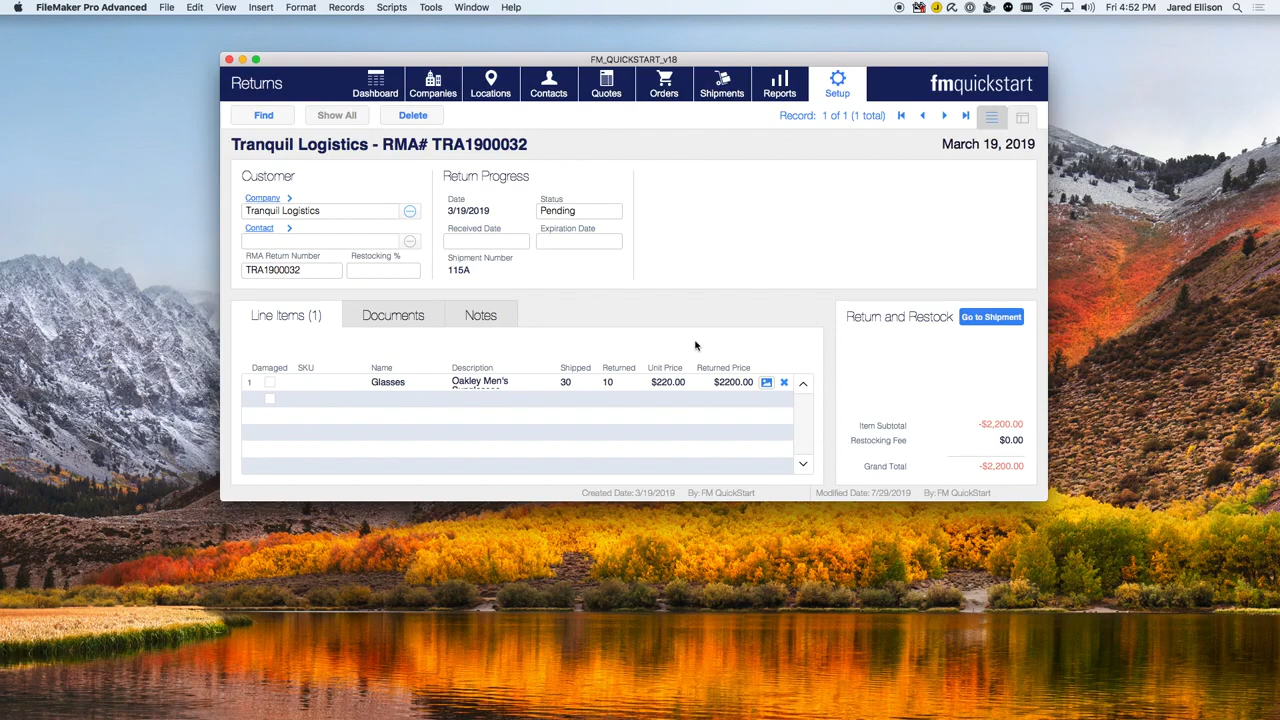 FileMaker Pro Advanced File Edit View Insert Format Records Scripts Tools Window Help Fri 4:52 PM Jared Ellison
FM_QUICKSTART_v18
Returns Dashboard Companies Locations Contacts Quotes Orders Shipments Reports Setup fmquickstart
Find Show All Delete Record: 1 of 1 (1 total)
Tranquil Logistics - RMA# TRA1900032 March 19, 2019
Customer Return Progress
Company Date Status
Tranquil Logistics 3/19/2019 Pending
Contact Received Date Expiration Date
RMA Return Number Restocking % Shipment Number
TRA1900032 115A
Line Items (1) Documents Notes Return and Restock Go to Shipment
Damaged SKU Name Description Shipped Returned Unit Price Returned Price
1 Glasses Oakley Men's 30 10 $220.00 $2200.00
Item Subtotal -$2,200.00
Restocking Fee $0.00
Grand Total -$2,200.00
Created Date: 3/19/2019 By: FM QuickStart Modified Date: 7/29/2019 By: FM QuickStart